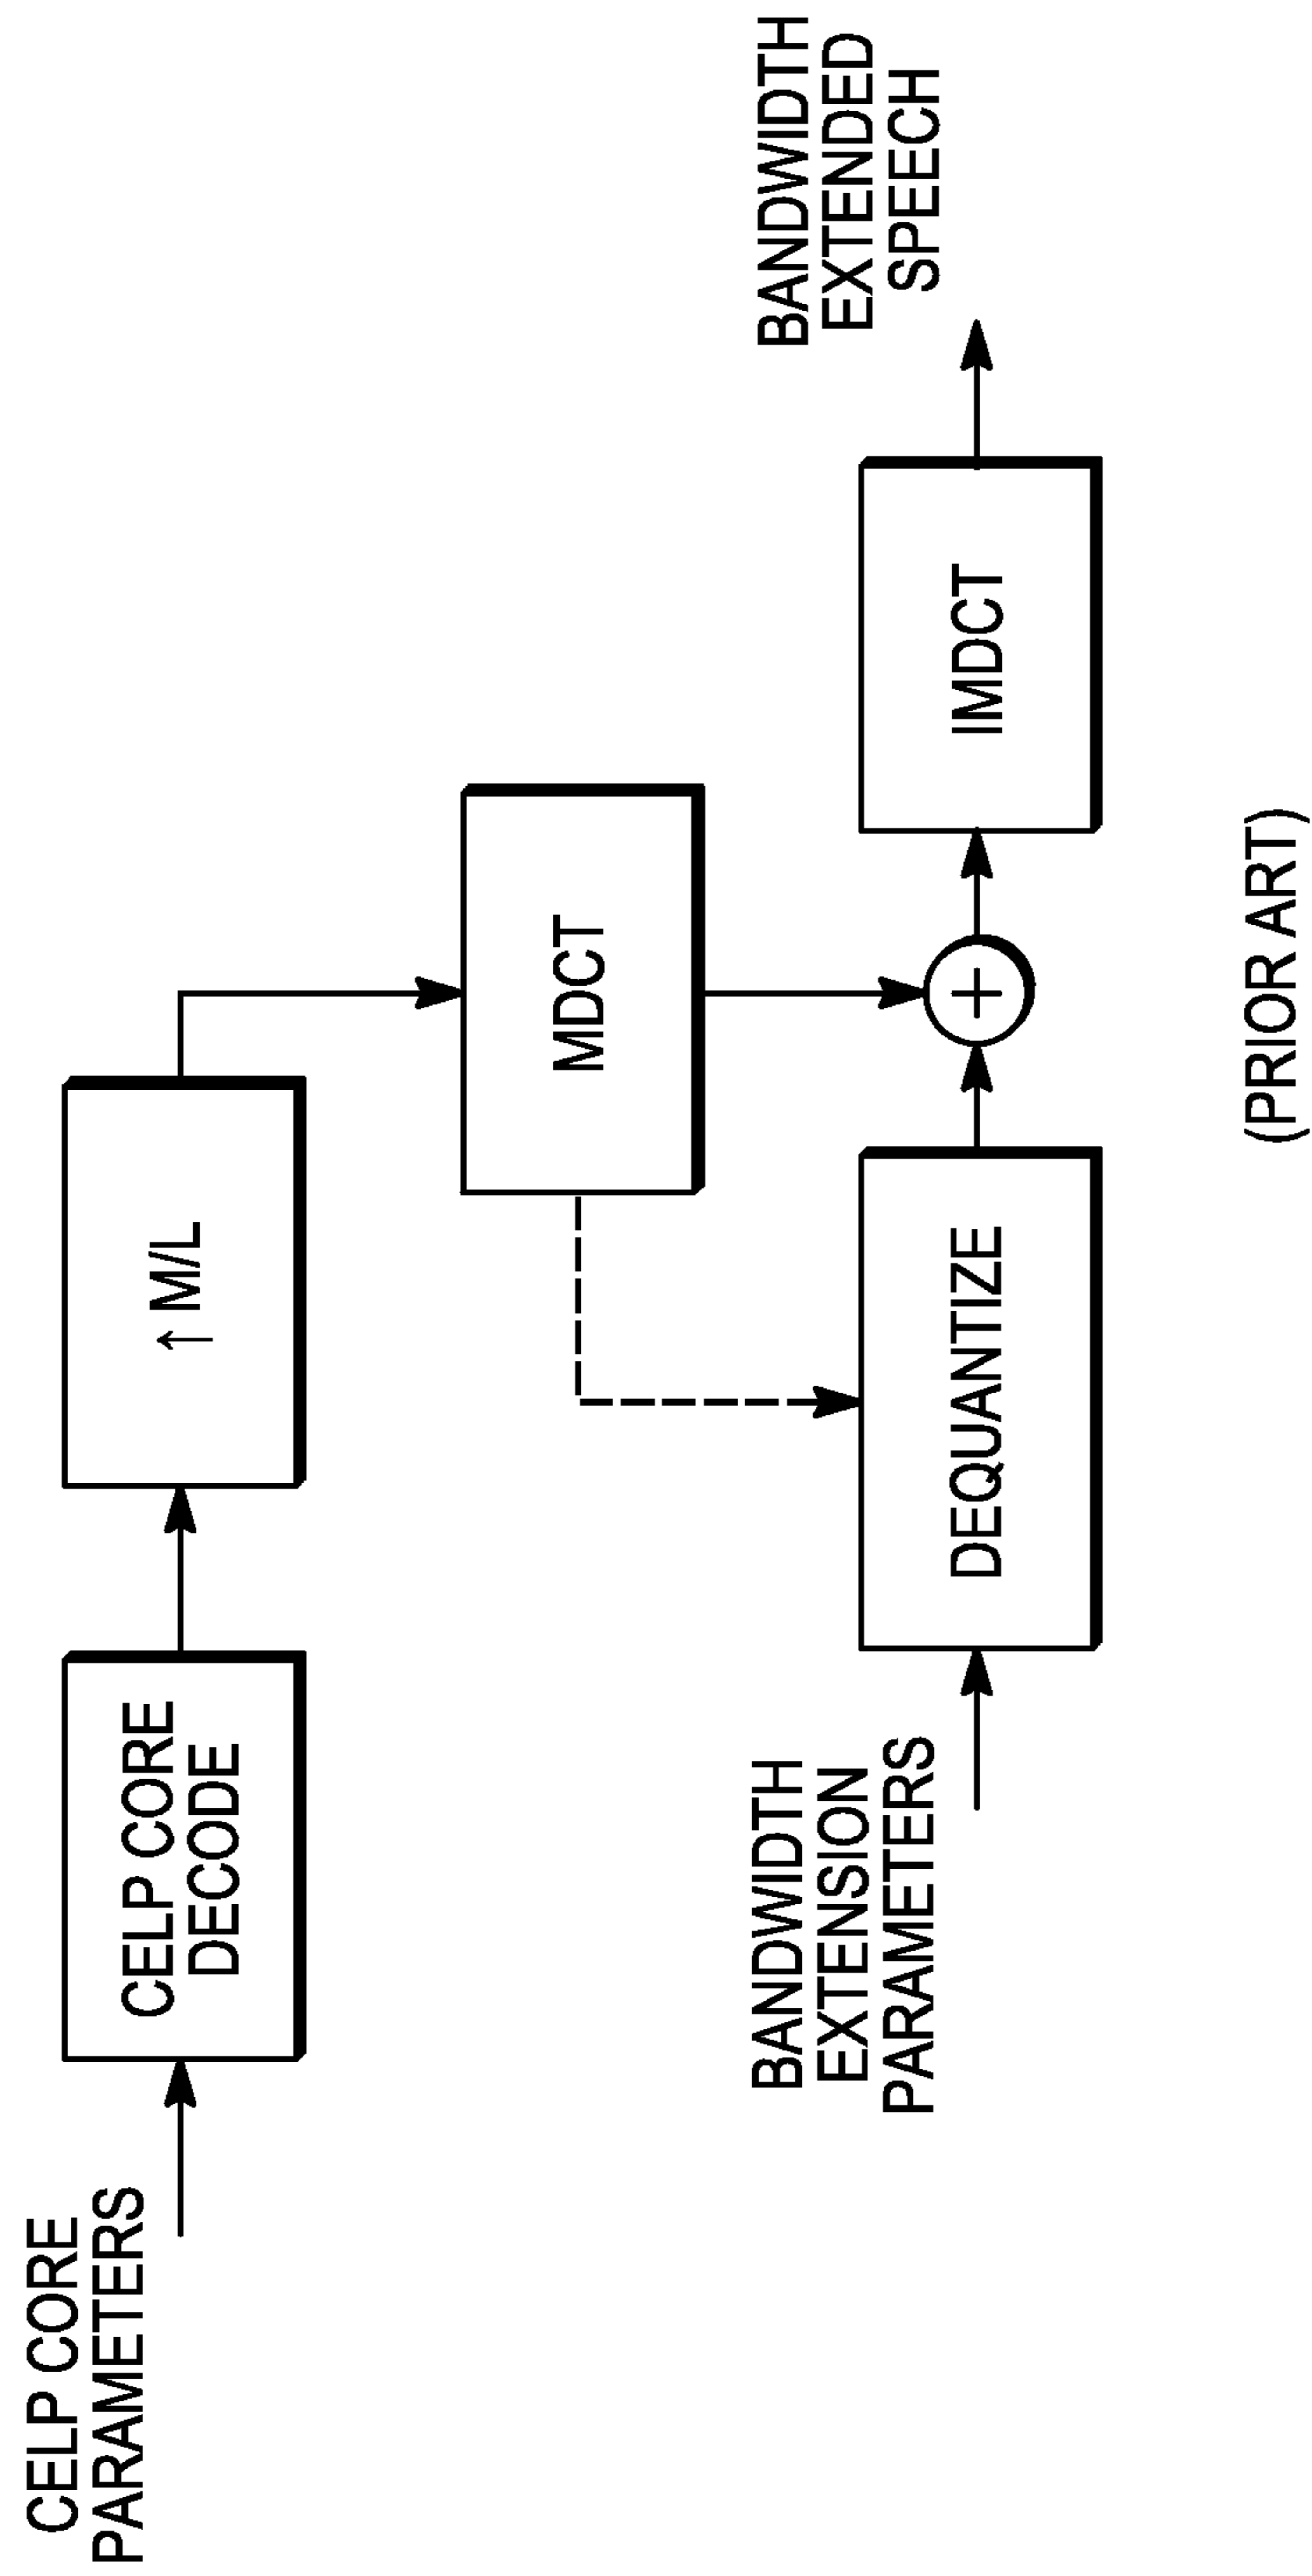 CELP CORE
PARAMETERS
CELP CORE
DECODE
↑ M/L
MDCT
BANDWIDTH
EXTENSION
PARAMETERS
DEQUANTIZE
+
IMDCT
BANDWIDTH
EXTENDED
SPEECH
(PRIOR ART)